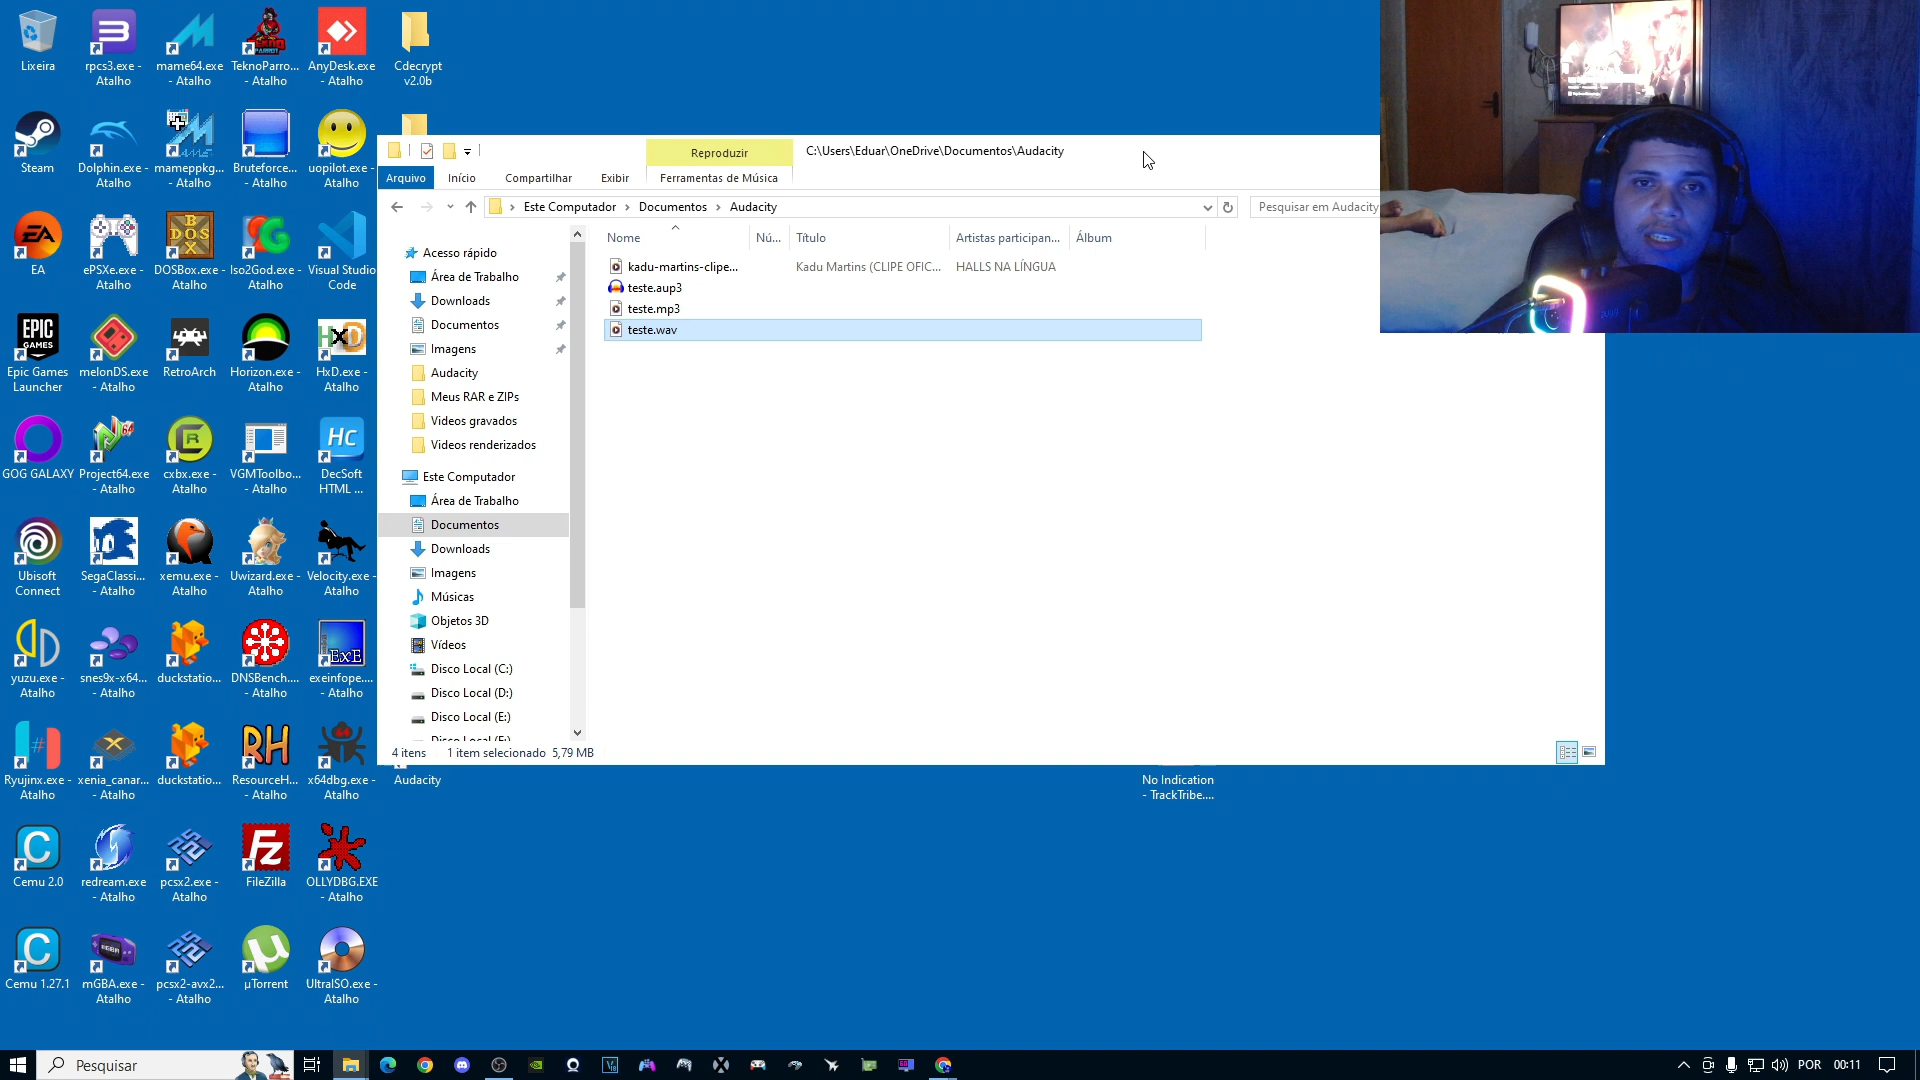 Lixeira
rpcs3.exe -
Atalho
mame64.exe
- Atalho
TeknoParro...
- Atalho
AnyDesk.exe
- Atalho
Cdecrypt
v2.0b
Steam
Dolphin.exe -
Atalho
mameppkg...
- Atalho
Bruteforce...
- Atalho
uopilot.exe -
Atalho
EA
ePSXe.exe -
Atalho
DOSBox.exe -
Atalho
Iso2God.exe -
Atalho
Visual Studio
Code
Epic Games
Launcher
melonDS.exe
- Atalho
RetroArch
Horizon.exe -
Atalho
HxD.exe -
Atalho
GOG GALAXY
Project64.exe
- Atalho
cxbx.exe -
Atalho
VGMToolbo...
- Atalho
DecSoft
HTML ...
Ubisoft
Connect
SegaClassi...
- Atalho
xemu.exe -
Atalho
Uwizard.exe -
Atalho
Velocity.exe -
Atalho
yuzu.exe -
Atalho
snes9x-x64...
- Atalho
duckstatio...
DNSBench....
- Atalho
exeinfope....
- Atalho
Ryujinx.exe -
Atalho
xenia_canar...
- Atalho
duckstatio...
ResourceH...
- Atalho
x64dbg.exe -
Atalho
Audacity
Cemu 2.0
redream.exe
- Atalho
pcsx2.exe -
Atalho
FileZilla
OLLYDBG.EXE
- Atalho
Cemu 1.27.1
mGBA.exe -
Atalho
pcsx2-avx2...
- Atalho
µTorrent
UltraISO.exe -
Atalho
No Indication
- TrackTribe....
Reproduzir
C:\Users\Eduar\OneDrive\Documentos\Audacity
Arquivo
Início
Compartilhar
Exibir
Ferramentas de Música
Este Computador
Documentos
Audacity
Pesquisar em Audacity
Nome
Nú...
Título
Artistas participan...
Álbum
kadu-martins-clipe...
Kadu Martins (CLIPE OFIC...
HALLS NA LÍNGUA
teste.aup3
teste.mp3
teste.wav
Acesso rápido
Área de Trabalho
Downloads
Documentos
Imagens
Audacity
Meus RAR e ZIPs
Videos gravados
Videos renderizados
Este Computador
Área de Trabalho
Documentos
Downloads
Imagens
Músicas
Objetos 3D
Vídeos
Disco Local (C:)
Disco Local (D:)
Disco Local (E:)
4 itens
1 item selecionado 5,79 MB
Pesquisar
POR
00:11